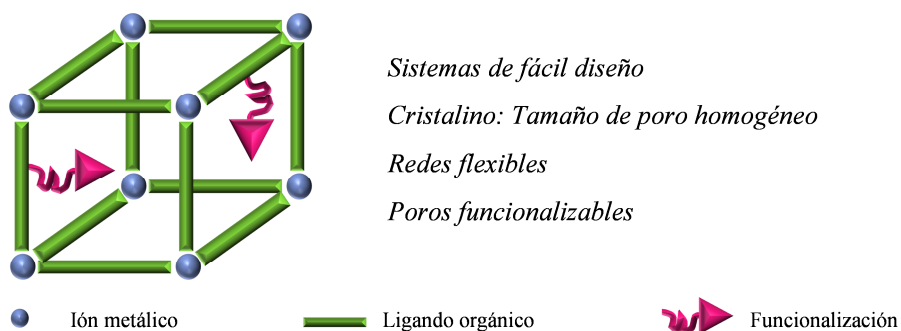 Sistemas de fácil diseño
Cristalino: Tamaño de poro homogéneo
Redes flexibles
Poros funcionalizables
Ión metálico
Ligando orgánico
Funcionalización